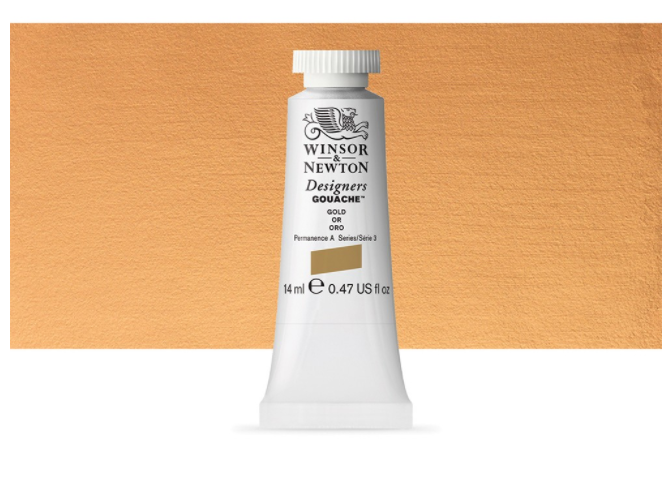 WINSOR
&
NEWTON
Designers
GOUACHE™
GOLD
OR
ORO
Permanence A Series/Série 3
14 ml ℮ 0.47 US fl oz